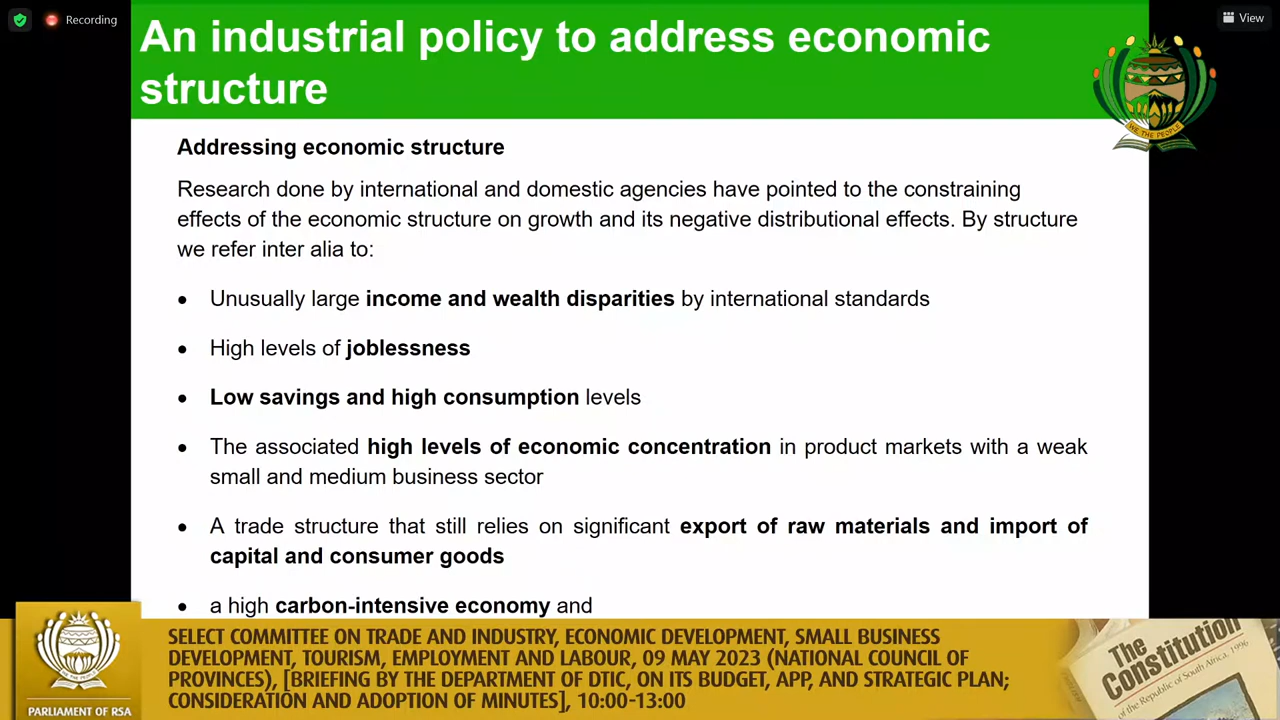 Recording
View
An industrial policy to address economic
structure
WE THE PEOPLE
Addressing economic structure
Research done by international and domestic agencies have pointed to the constraining
effects of the economic structure on growth and its negative distributional effects. By structure
we refer inter alia to:
• Unusually large income and wealth disparities by international standards
• High levels of joblessness
• Low savings and high consumption levels
• The associated high levels of economic concentration in product markets with a weak
small and medium business sector
• A trade structure that still relies on significant export of raw materials and import of
capital and consumer goods
• a high carbon-intensive economy and
SELECT COMMITTEE ON TRADE AND INDUSTRY, ECONOMIC DEVELOPMENT, SMALL BUSINESS
DEVELOPMENT, TOURISM, EMPLOYMENT AND LABOUR, 09 MAY 2023 (NATIONAL COUNCIL OF
PROVINCES), [BRIEFING BY THE DEPARTMENT OF DTIC, ON ITS BUDGET, APP, AND STRATEGIC PLAN;
CONSIDERATION AND ADOPTION OF MINUTES], 10:00-13:00
PARLIAMENT OF RSA
The
Constitution
of the Republic of South Africa, 1996